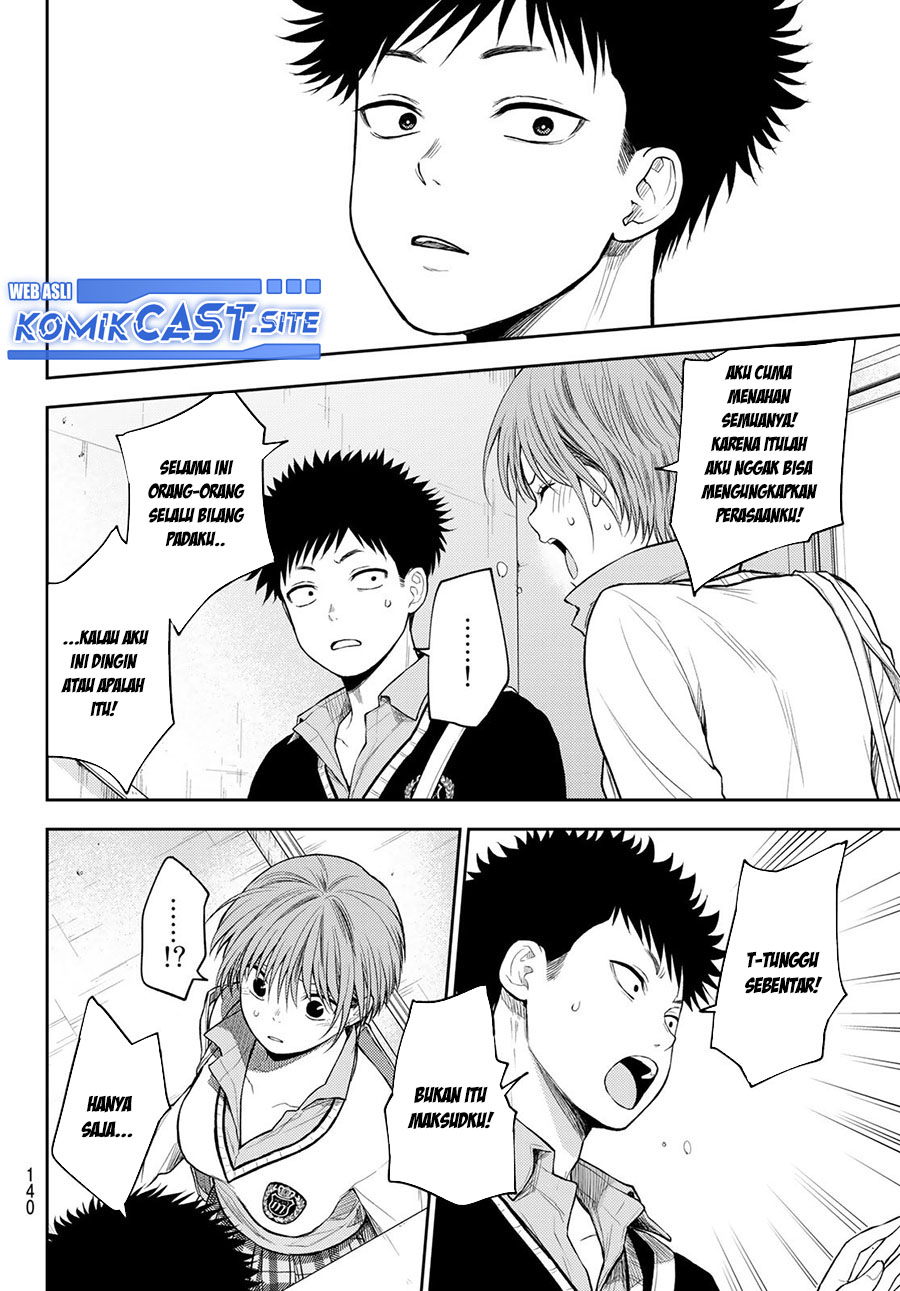 WEB ASLI
KOMIKCAST.SITE
AKU CUMA
MENAHAN
SEMUANYA!
KARENA ITULAH
AKU NGGAK BISA
MENGUNGKAPKAN
PERASAANKU!
SELAMA INI
ORANG-ORANG
SELALU BILANG
PADAKU..
...KALAU AKU
INI DINGIN
ATAU APALAH
ITU!
......!
T-TUNGGU
SEBENTAR!
BUKAN ITU
MAKSUDKU!
......!?
HANYA
SAJA...
140